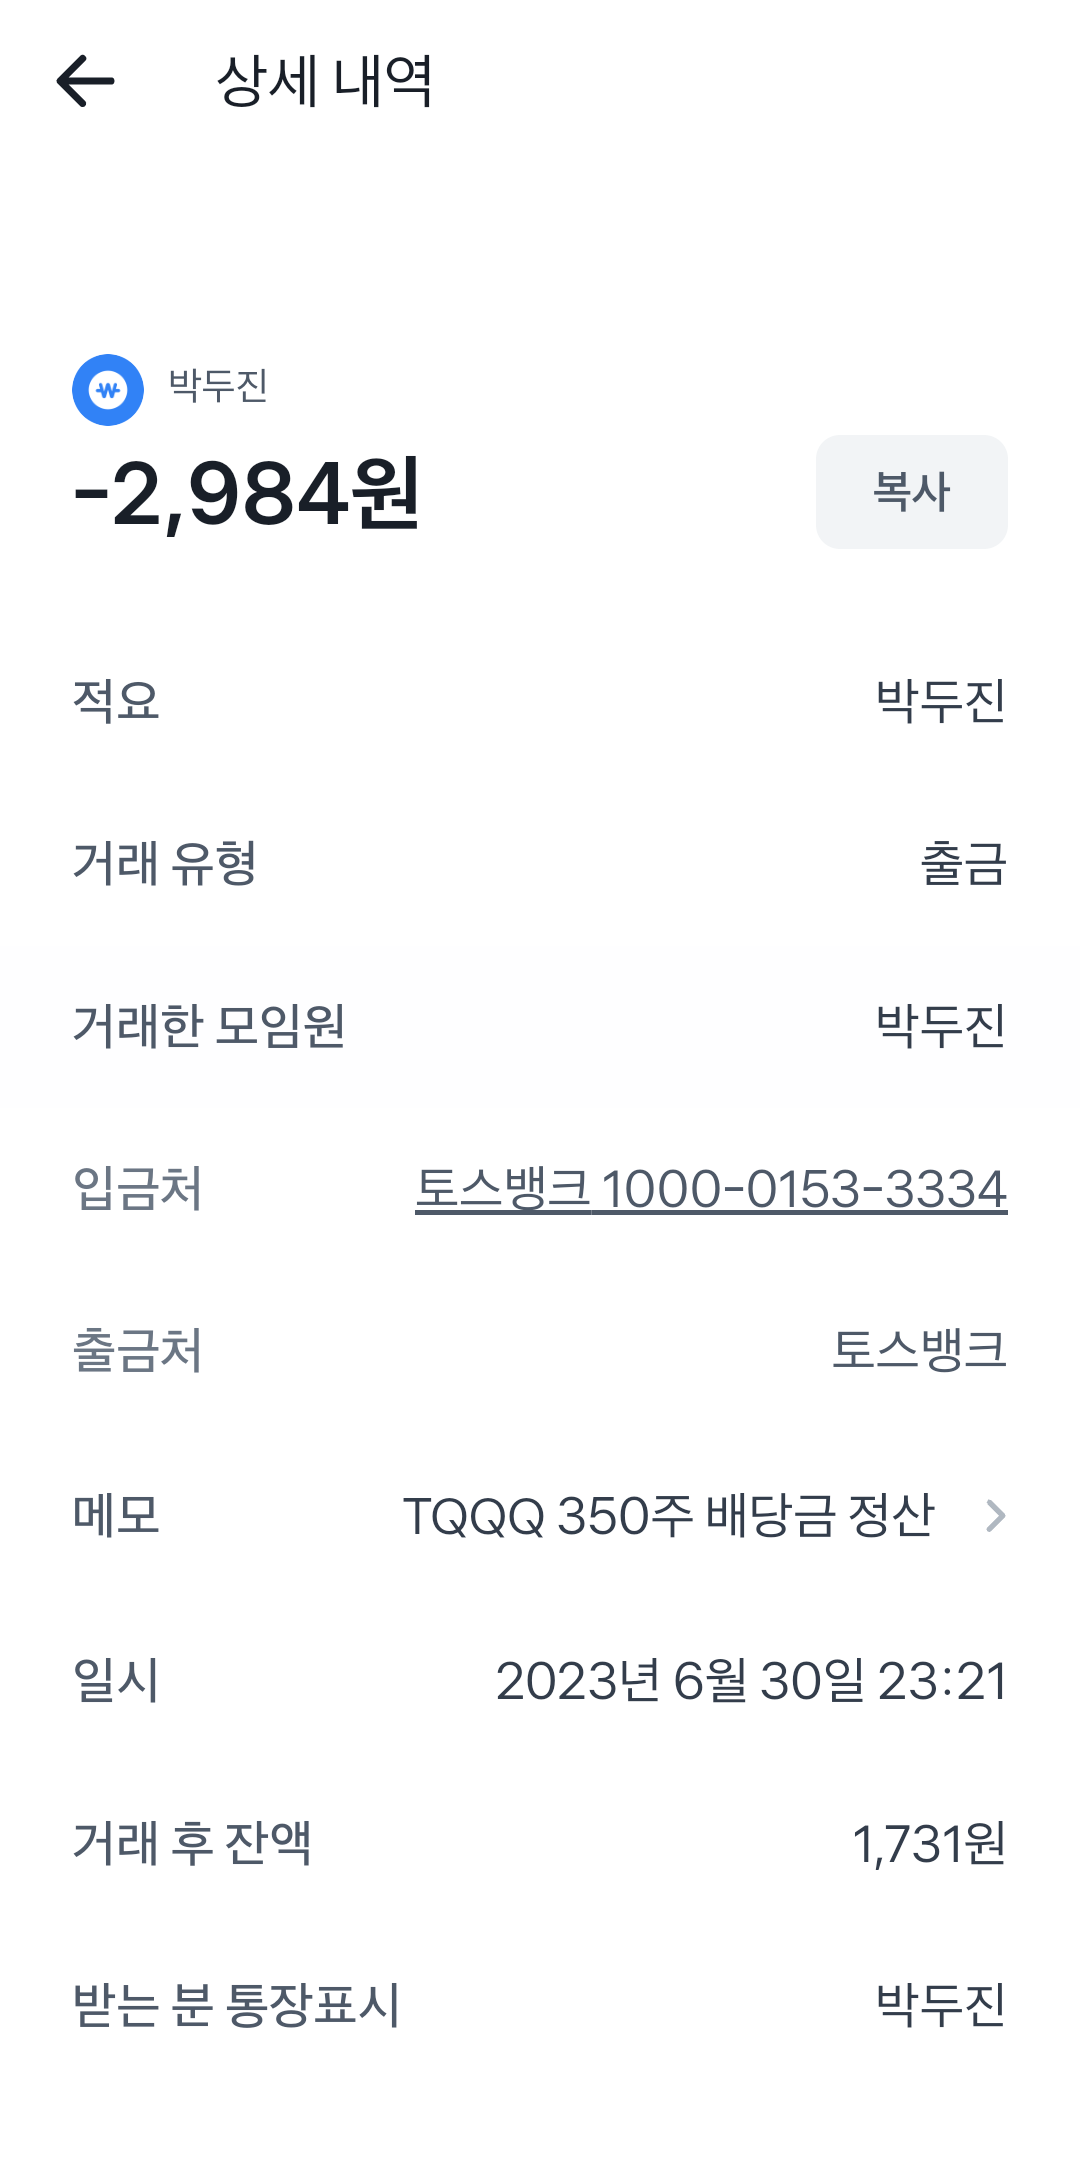 상세 내역
박두진
-2,984원
복사
적요 박두진
거래 유형 출금
거래한 모임원 박두진
입금처 토스뱅크 1000-0153-3334
출금처 토스뱅크
메모 TQQQ 350주 배당금 정산
일시 2023년 6월 30일 23:21
거래 후 잔액 1,731원
받는 분 통장표시 박두진